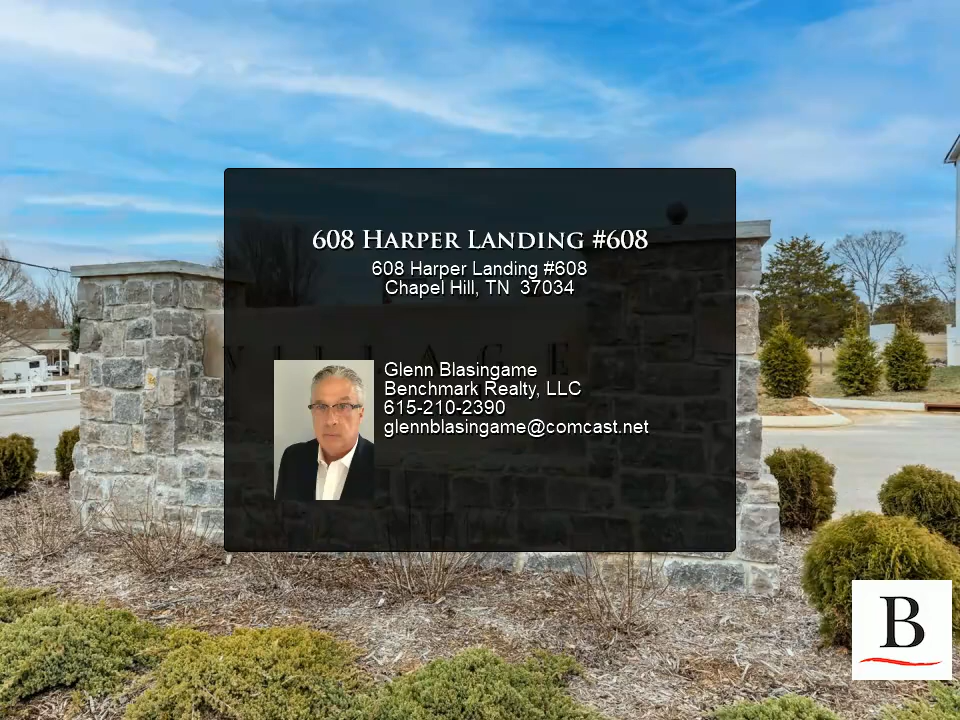 608 Harper Landing #608
608 Harper Landing #608
Chapel Hill, TN  37034
VILLAGE
Glenn Blasingame
Benchmark Realty, LLC
615-210-2390
glennblasingame@comcast.net
B